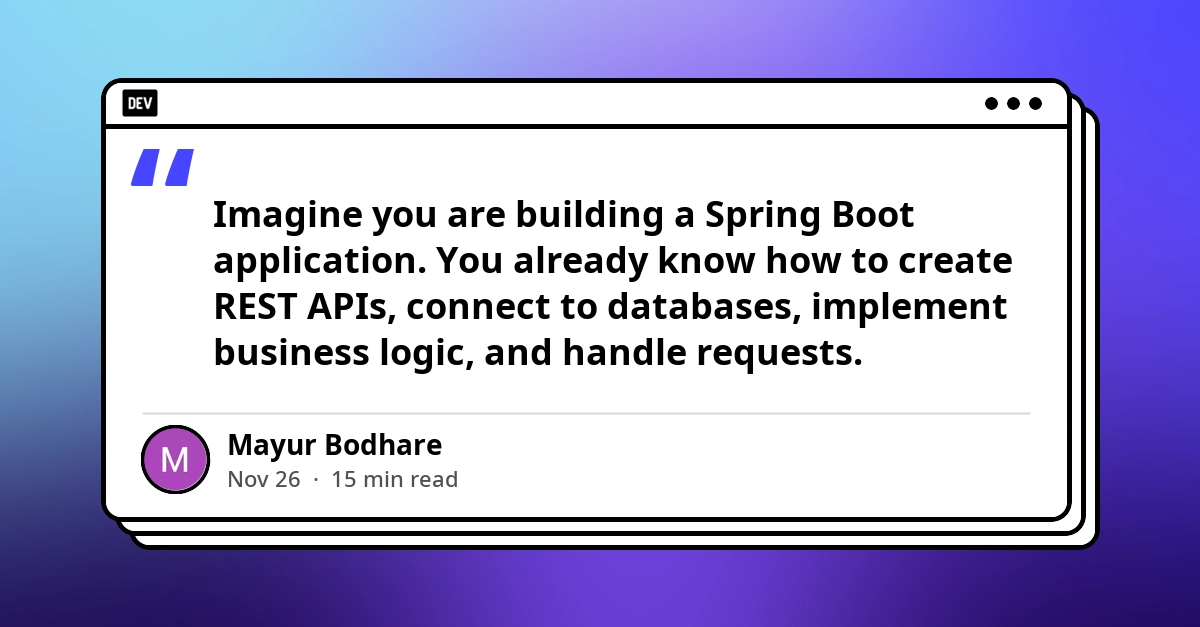 DEV
Imagine you are building a Spring Boot
application. You already know how to create
REST APIs, connect to databases, implement
business logic, and handle requests.
M
Mayur Bodhare
Nov 26 · 15 min read